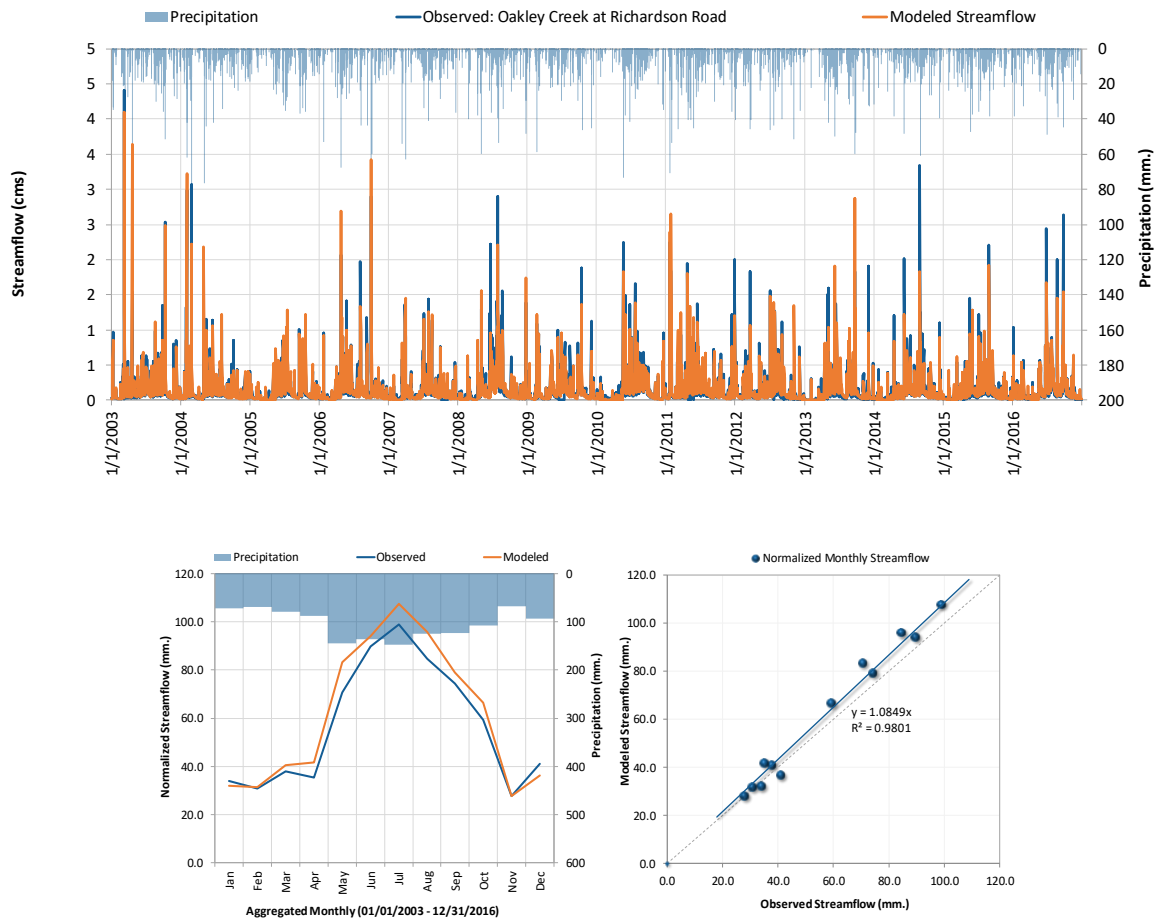 Precipitation Observed: Oakley Creek at Richardson Road Modeled Streamflow
5 0
5 20
4 40
4 60
3 80
3 100
2 120
2 140
1 160
1 180
0 200
Streamflow (cms)
Precipitation (mm.)
1/1/2003 1/1/2004 1/1/2005 1/1/2006 1/1/2007 1/1/2008 1/1/2009 1/1/2010 1/1/2011 1/1/2012 1/1/2013 1/1/2014 1/1/2015 1/1/2016
Precipitation Observed Modeled
120.0 0
100.0 100
80.0 200
60.0 300
40.0 400
20.0 500
0.0 600
Normalized Streamflow (mm.)
Precipitation (mm.)
Jan Feb Mar Apr May Jun Jul Aug Sep Oct Nov Dec
Aggregated Monthly (01/01/2003 - 12/31/2016)
Normalized Monthly Streamflow
120.0
100.0
80.0
60.0
40.0
20.0
0.0
Modeled Streamflow (mm.)
y = 1.0849x
R² = 0.9801
0.0 20.0 40.0 60.0 80.0 100.0 120.0
Observed Streamflow (mm.)